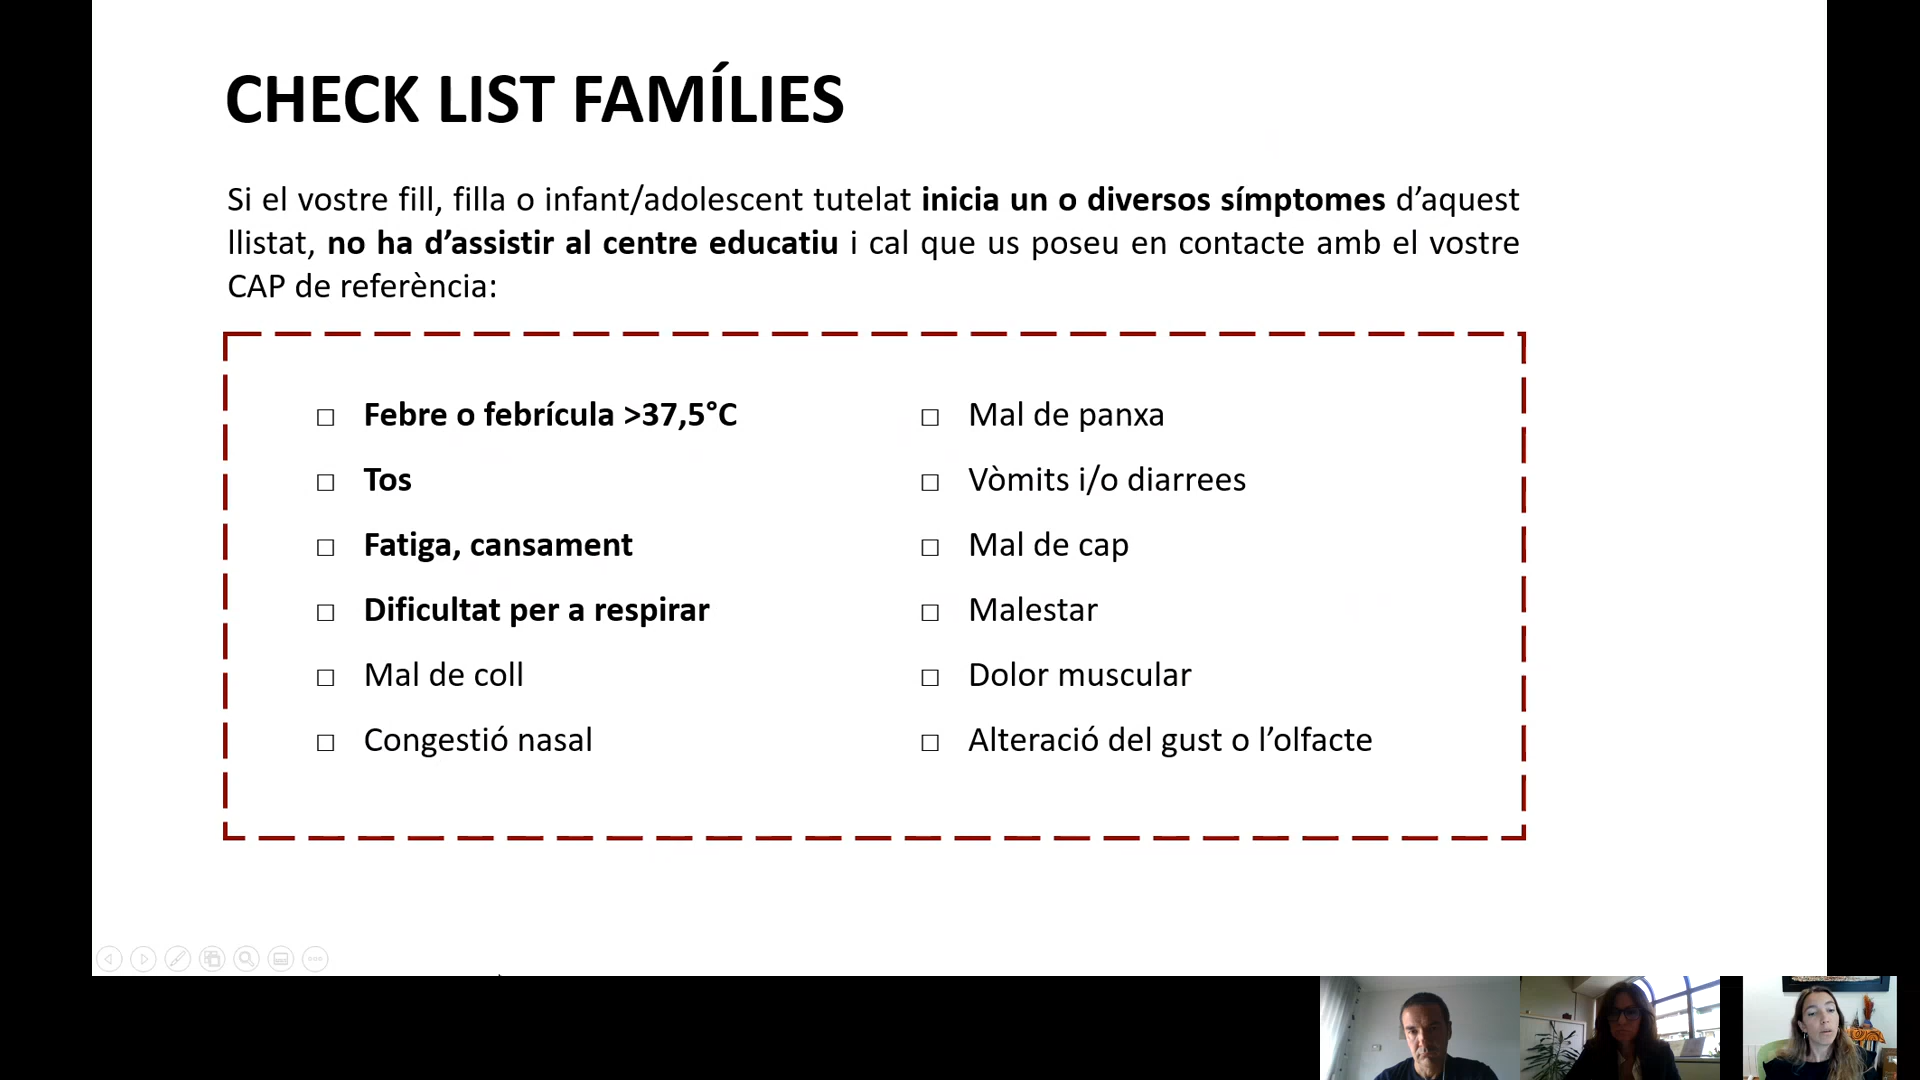 CHECK LIST FAMÍLIES
Si el vostre fill, filla o infant/adolescent tutelat inicia un o diversos símptomes d’aquest
llistat, no ha d’assistir al centre educatiu i cal que us poseu en contacte amb el vostre
CAP de referència:
Febre o febrícula >37,5°C
Tos
Fatiga, cansament
Dificultat per a respirar
Mal de coll
Congestió nasal
Mal de panxa
Vòmits i/o diarrees
Mal de cap
Malestar
Dolor muscular
Alteració del gust o l’olfacte